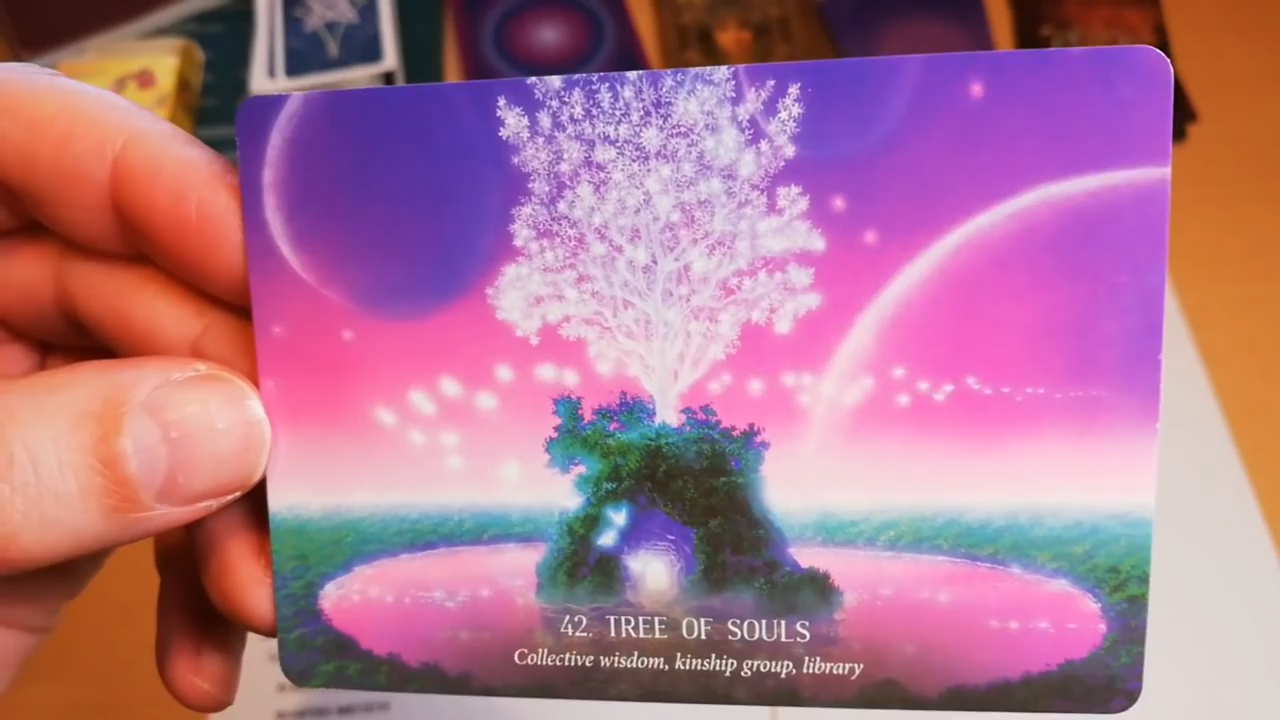 42. TREE OF SOULS
Collective wisdom, kinship group, library